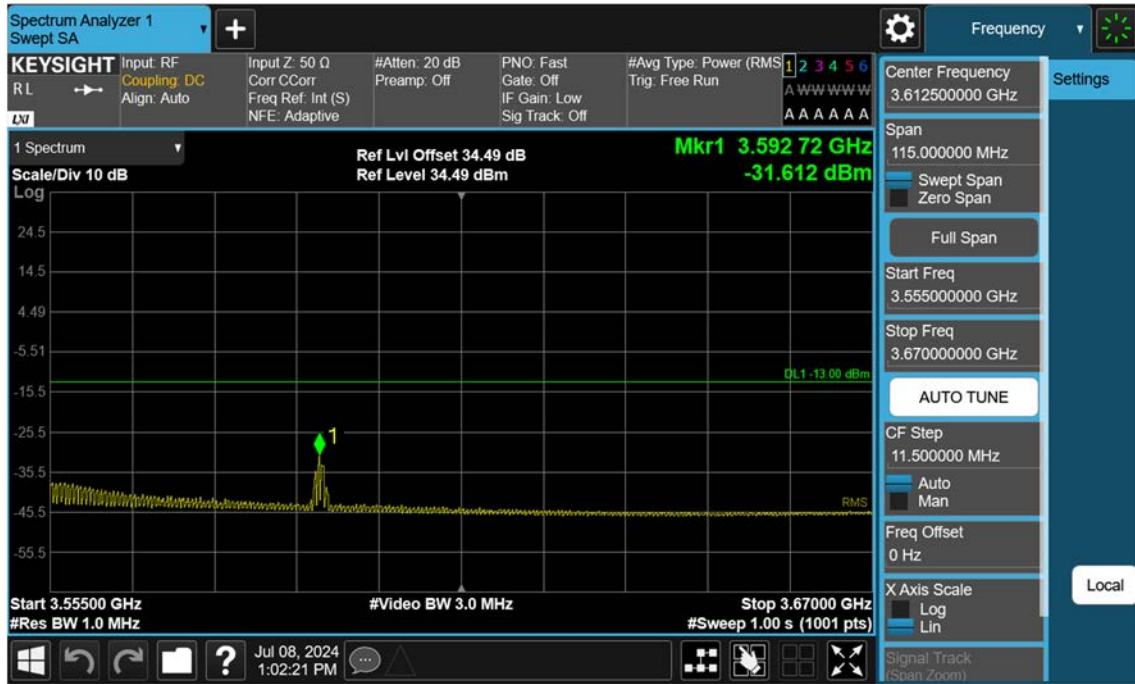 Spectrum Analyzer 1
Swept SA
+
Frequency
KEYSIGHT
R L
LXI
Input: RF
Coupling: DC
Align: Auto
Input Z: 50 Ω
Corr CCorr
Freq Ref: Int (S)
NFE: Adaptive
#Atten: 20 dB
Preamp: Off
PNO: Fast
Gate: Off
IF Gain: Low
Sig Track: Off
#Avg Type: Power (RMS
Trig: Free Run
1 2 3 4 5 6
A W W W W W
A A A A A A
1 Spectrum
Scale/Div 10 dB
Ref Lvl Offset 34.49 dB
Ref Level 34.49 dBm
Mkr1 3.592 72 GHz
-31.612 dBm
Log
24.5
14.5
4.49
-5.51
DL1 -13.00 dBm
-15.5
-25.5
1
-35.5
-45.5
RMS
-55.5
Start 3.55500 GHz
#Video BW 3.0 MHz
Stop 3.67000 GHz
#Res BW 1.0 MHz
#Sweep 1.00 s (1001 pts)
Center Frequency
3.612500000 GHz
Settings
Span
115.000000 MHz
Swept Span
Zero Span
Full Span
Start Freq
3.555000000 GHz
Stop Freq
3.670000000 GHz
AUTO TUNE
CF Step
11.500000 MHz
Auto
Man
Freq Offset
0 Hz
X Axis Scale
Log
Lin
Local
Signal Track
(Span Zoom)
?
Jul 08, 2024
1:02:21 PM